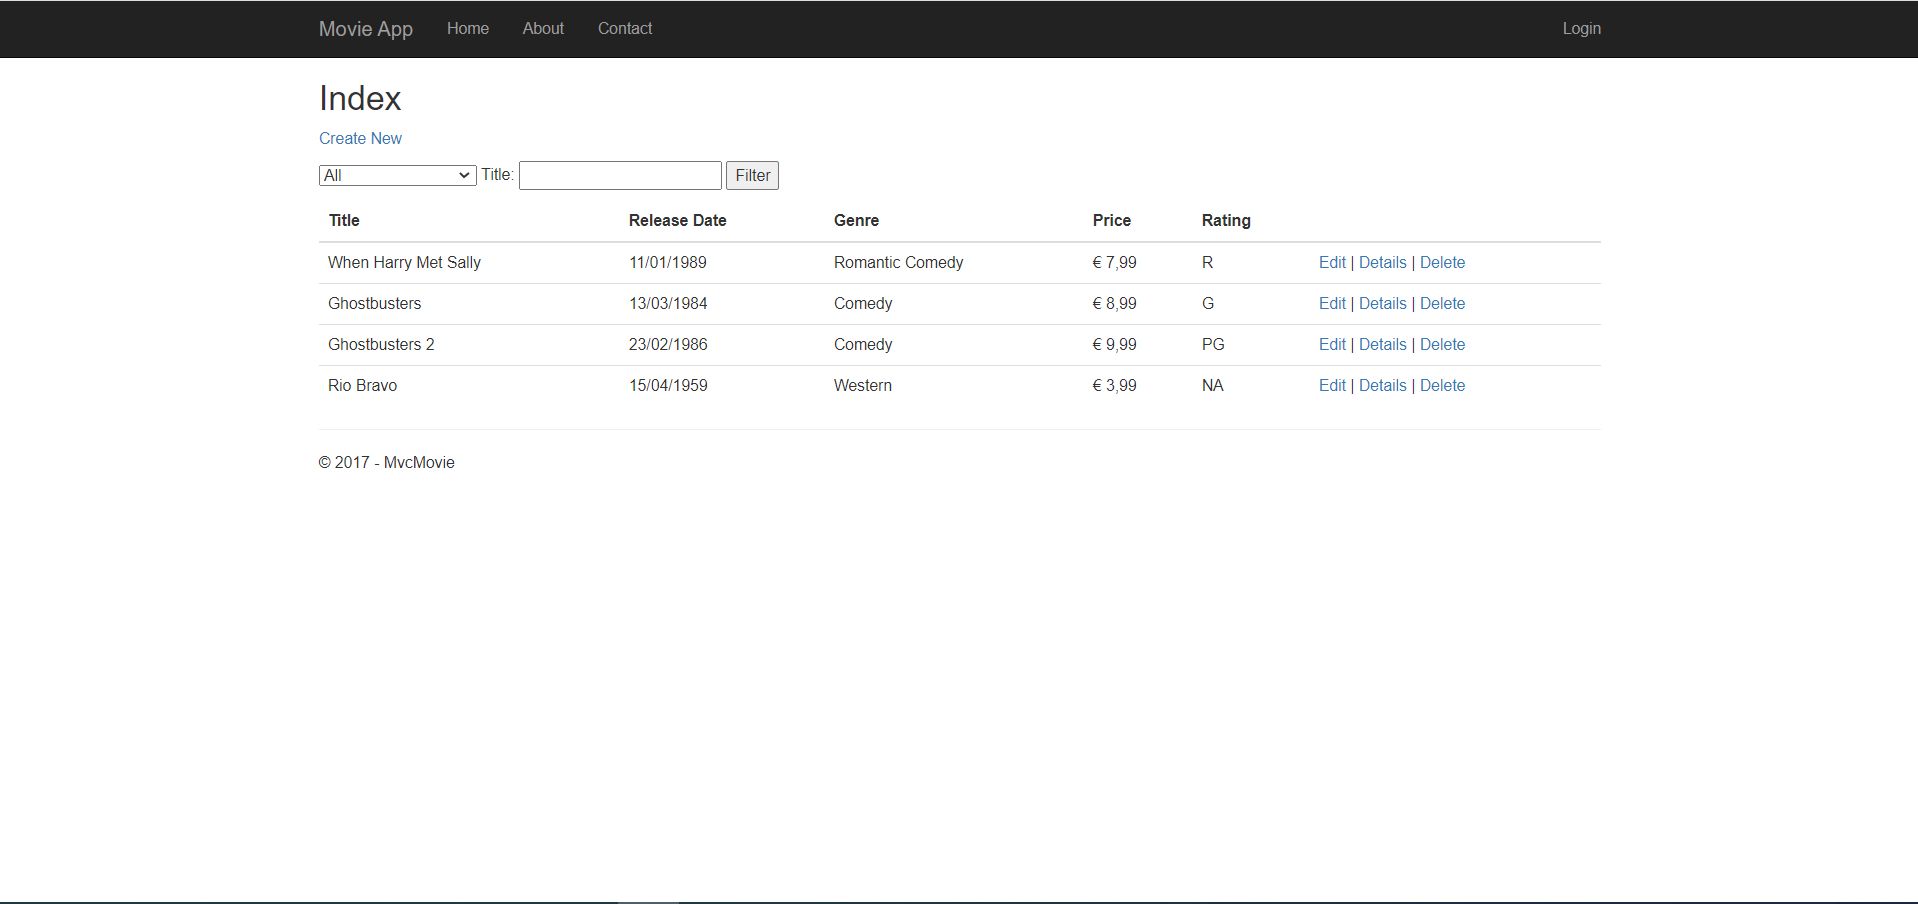 Movie App Home About Contact Login
Index
Create New
All Title: Filter
Title Release Date Genre Price Rating
When Harry Met Sally 11/01/1989 Romantic Comedy € 7,99 R Edit | Details | Delete
Ghostbusters 13/03/1984 Comedy € 8,99 G Edit | Details | Delete
Ghostbusters 2 23/02/1986 Comedy € 9,99 PG Edit | Details | Delete
Rio Bravo 15/04/1959 Western € 3,99 NA Edit | Details | Delete
© 2017 - MvcMovie